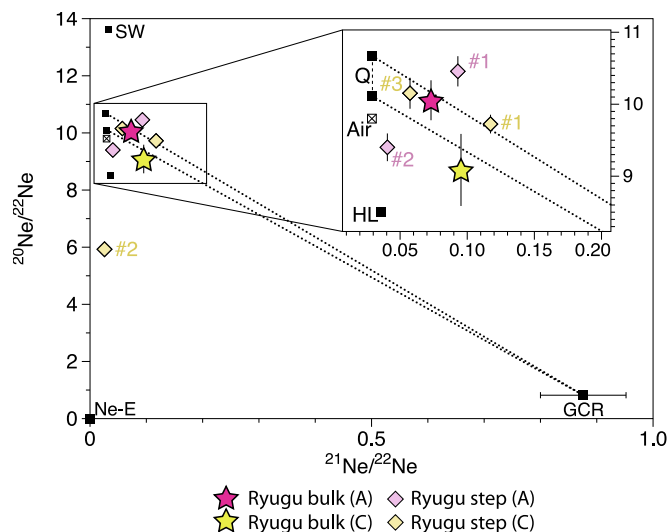 14
12
10
8
6
4
2
0
20Ne/22Ne
SW
#2
Ne-E
GCR
Q
Air
HL
#1
#3
#1
#2
11
10
9
0.05 0.10 0.15 0.20
0 0.5 1.0
21Ne/22Ne
Ryugu bulk (A) Ryugu step (A)
Ryugu bulk (C) Ryugu step (C)